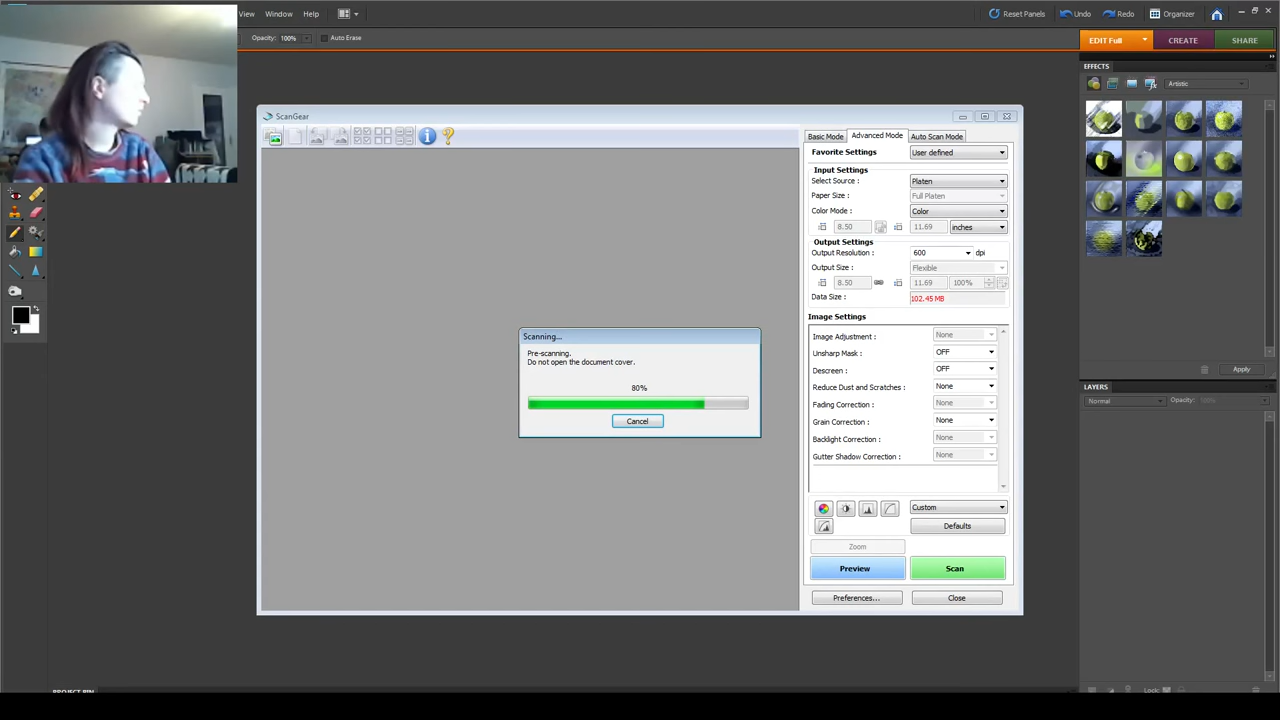 View Window Help Reset Panels Undo Redo Organizer
Opacity: 100% Auto Erase EDIT Full CREATE SHARE
EFFECTS
Artistic
Apply
LAYERS
Normal Opacity: 100%
Lock:
PROJECT BIN
ScanGear
Basic Mode Advanced Mode Auto Scan Mode
Favorite Settings User defined
Input Settings
Select Source : Platen
Paper Size : Full Platen
Color Mode : Color
8.50 11.69 inches
Output Settings
Output Resolution : 600 dpi
Output Size : Flexible
8.50 11.69 100%
Data Size : 102.45 MB
Image Settings
Image Adjustment : None
Unsharp Mask : OFF
Descreen : OFF
Reduce Dust and Scratches : None
Fading Correction : None
Grain Correction : None
Backlight Correction : None
Gutter Shadow Correction : None
Custom
Defaults
Zoom
Preview Scan
Preferences... Close
Scanning...
Pre-scanning.
Do not open the document cover.
80%
Cancel